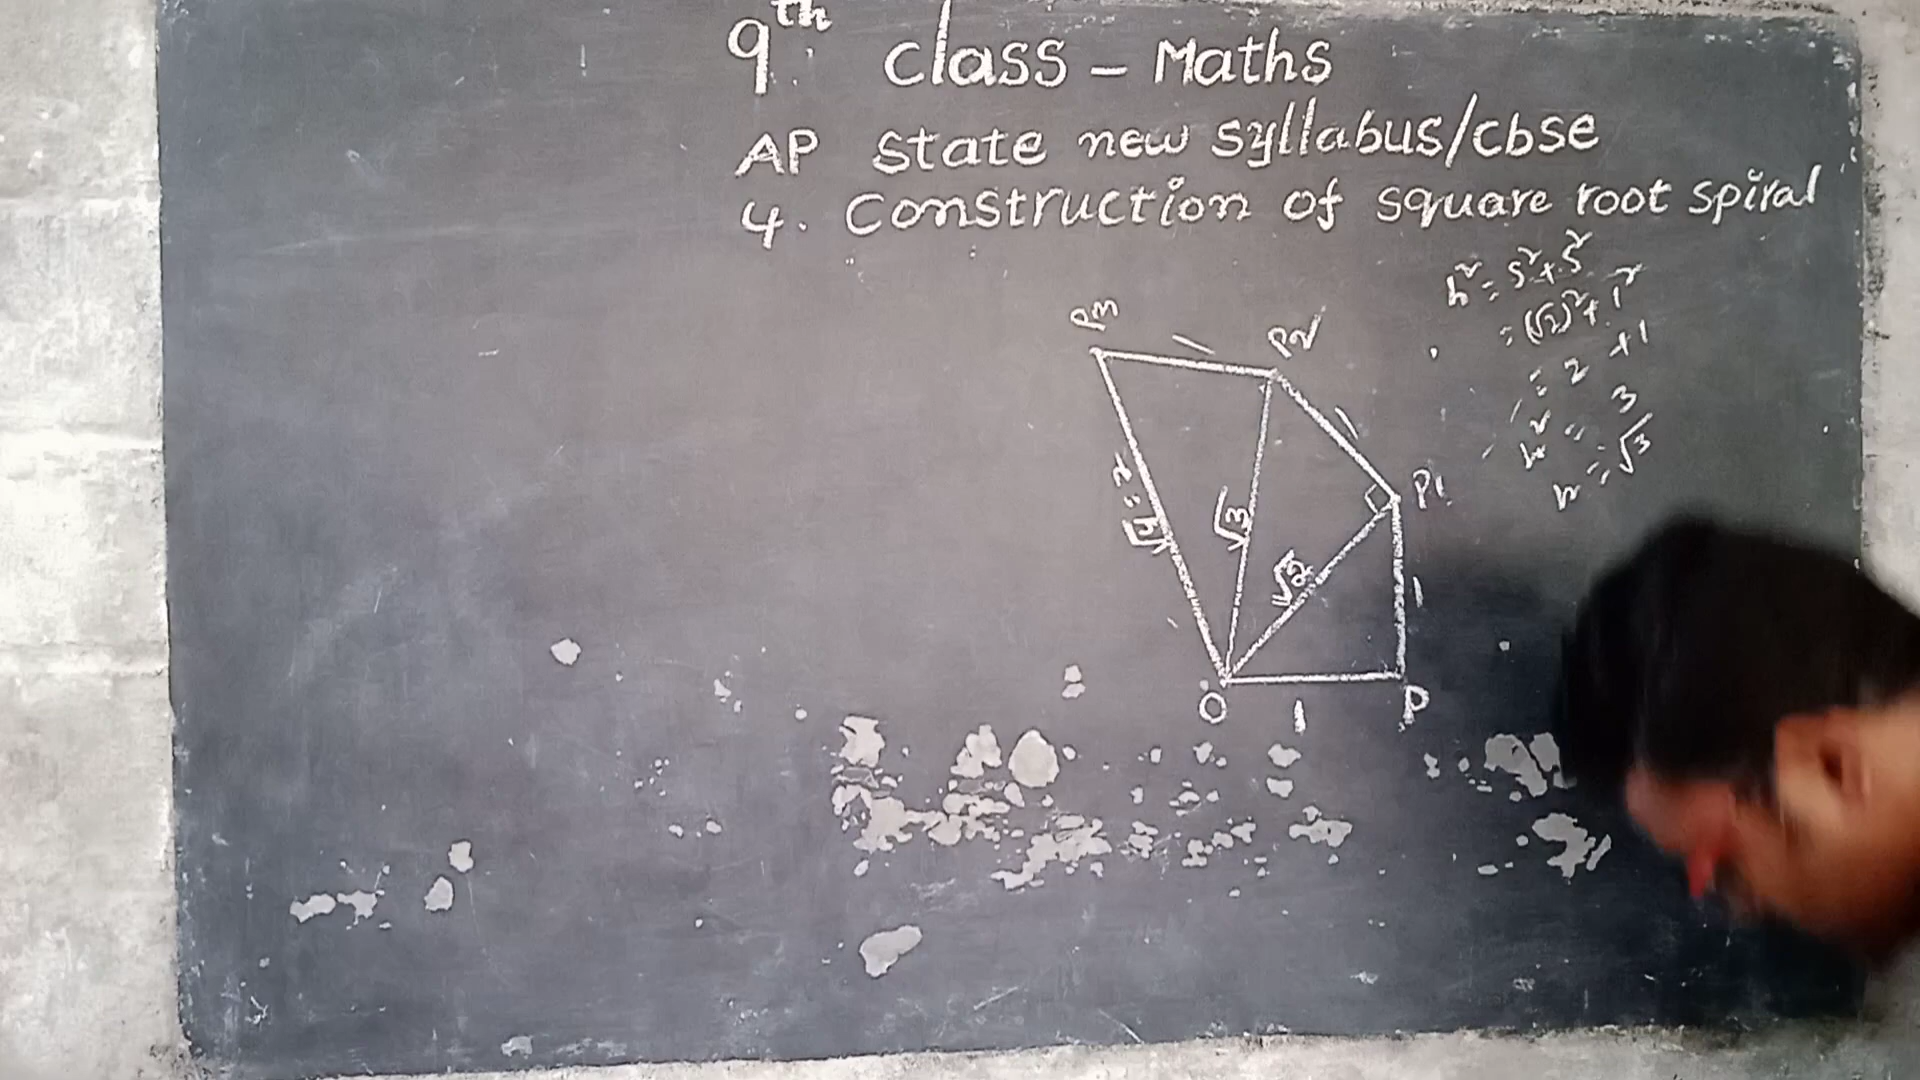 9th class - Maths
AP state new syllabus/cbse
4. Construction of square root spiral
h² = s² + s²
= (√2)² + 1²
= 2 + 1
h² = 3
h = √3
P3
1
P2
1
P1
√4 = 2
√3
√2
1
O
1
P